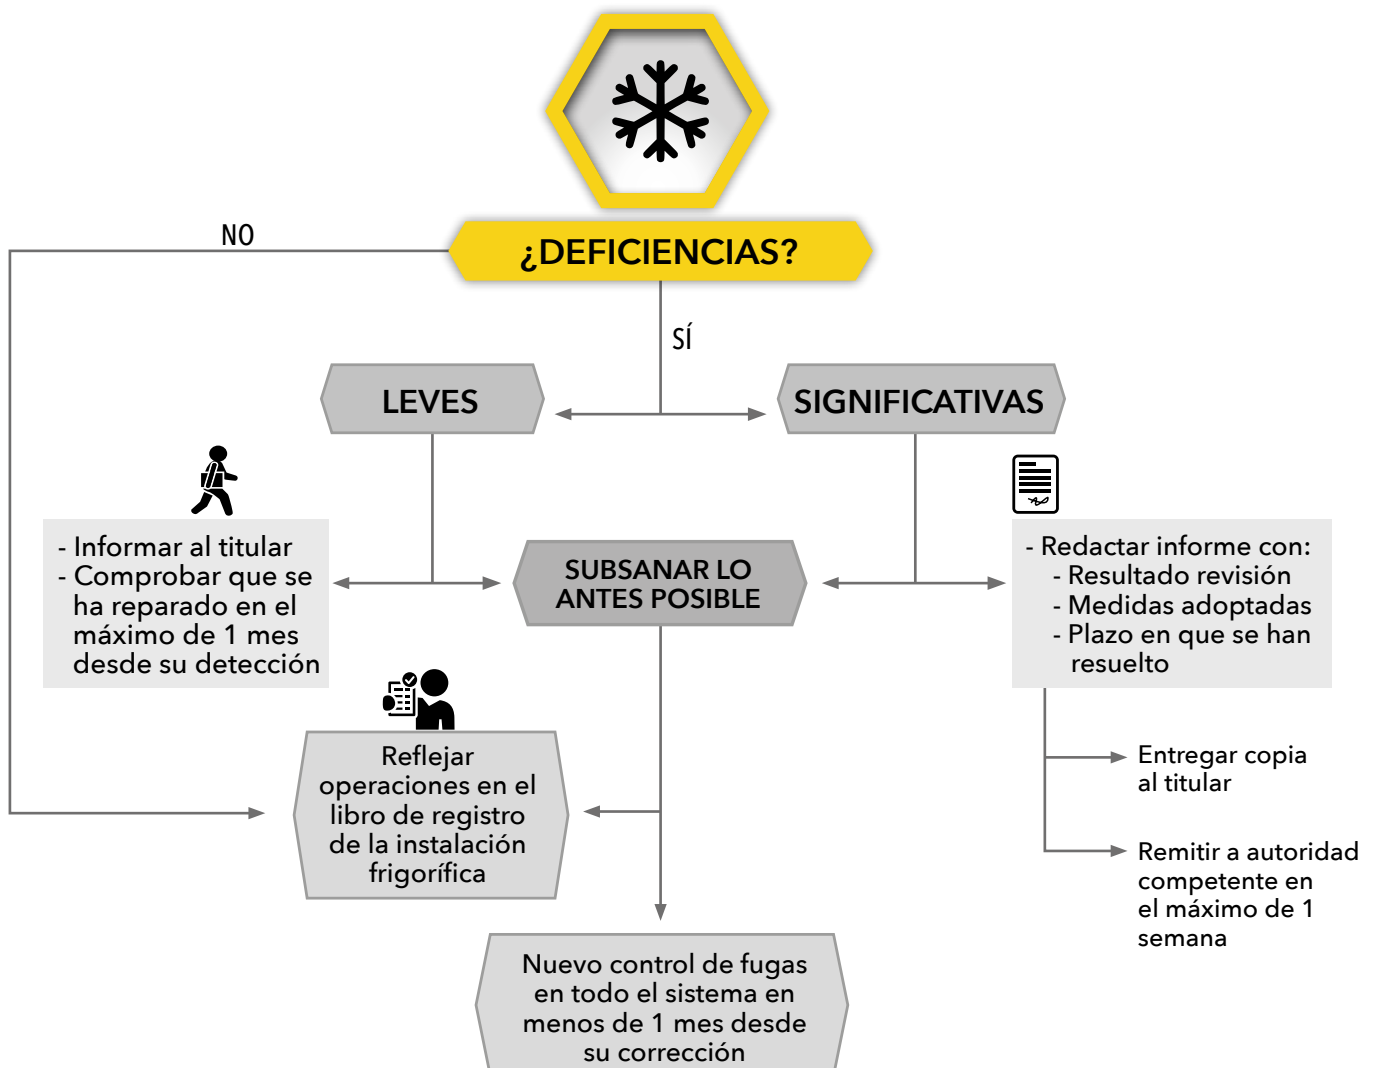 NO
¿DEFICIENCIAS?
SÍ
LEVES
SIGNIFICATIVAS
- Informar al titular
- Comprobar que se
ha reparado en el
máximo de 1 mes
desde su detección
SUBSANAR LO
ANTES POSIBLE
- Redactar informe con:
- Resultado revisión
- Medidas adoptadas
- Plazo en que se han
resuelto
Reflejar
operaciones en el
libro de registro
de la instalación
frigorífica
Entregar copia
al titular
Remitir a autoridad
competente en
el máximo de 1
semana
Nuevo control de fugas
en todo el sistema en
menos de 1 mes desde
su corrección